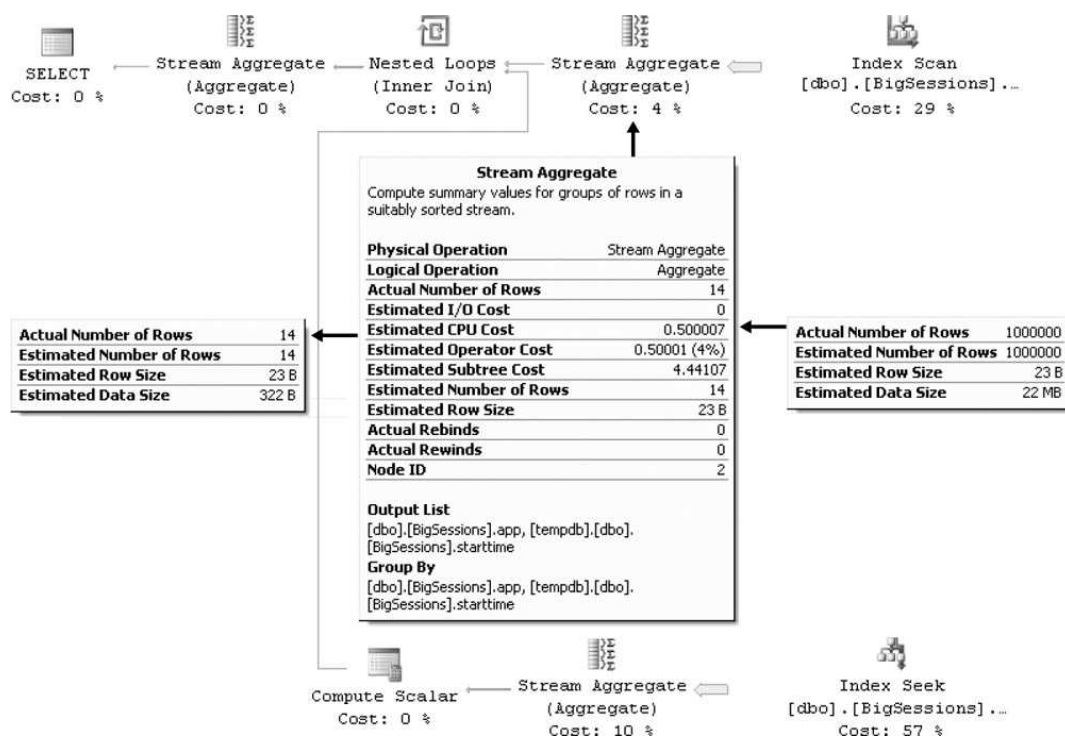 SELECT
Cost: 0 %
Stream Aggregate
(Aggregate)
Cost: 0 %
Nested Loops
(Inner Join)
Cost: 0 %
Stream Aggregate
(Aggregate)
Cost: 4 %
Index Scan
[dbo].[BigSessions]....
Cost: 29 %
Stream Aggregate
Compute summary values for groups of rows in a
suitably sorted stream.
Physical Operation Stream Aggregate
Logical Operation Aggregate
Actual Number of Rows 14
Estimated I/O Cost 0
Estimated CPU Cost 0.500007
Estimated Operator Cost 0.50001 (4%)
Estimated Subtree Cost 4.44107
Estimated Number of Rows 14
Estimated Row Size 23 B
Actual Rebinds 0
Actual Rewinds 0
Node ID 2
Output List
[dbo].[BigSessions].app, [tempdb].[dbo].
[BigSessions].starttime
Group By
[dbo].[BigSessions].app, [tempdb].[dbo].
[BigSessions].starttime
Actual Number of Rows 14
Estimated Number of Rows 14
Estimated Row Size 23 B
Estimated Data Size 322 B
Actual Number of Rows 1000000
Estimated Number of Rows 1000000
Estimated Row Size 23 B
Estimated Data Size 22 MB
Compute Scalar
Cost: 0 %
Stream Aggregate
(Aggregate)
Cost: 10 %
Index Seek
[dbo].[BigSessions]....
Cost: 57 %